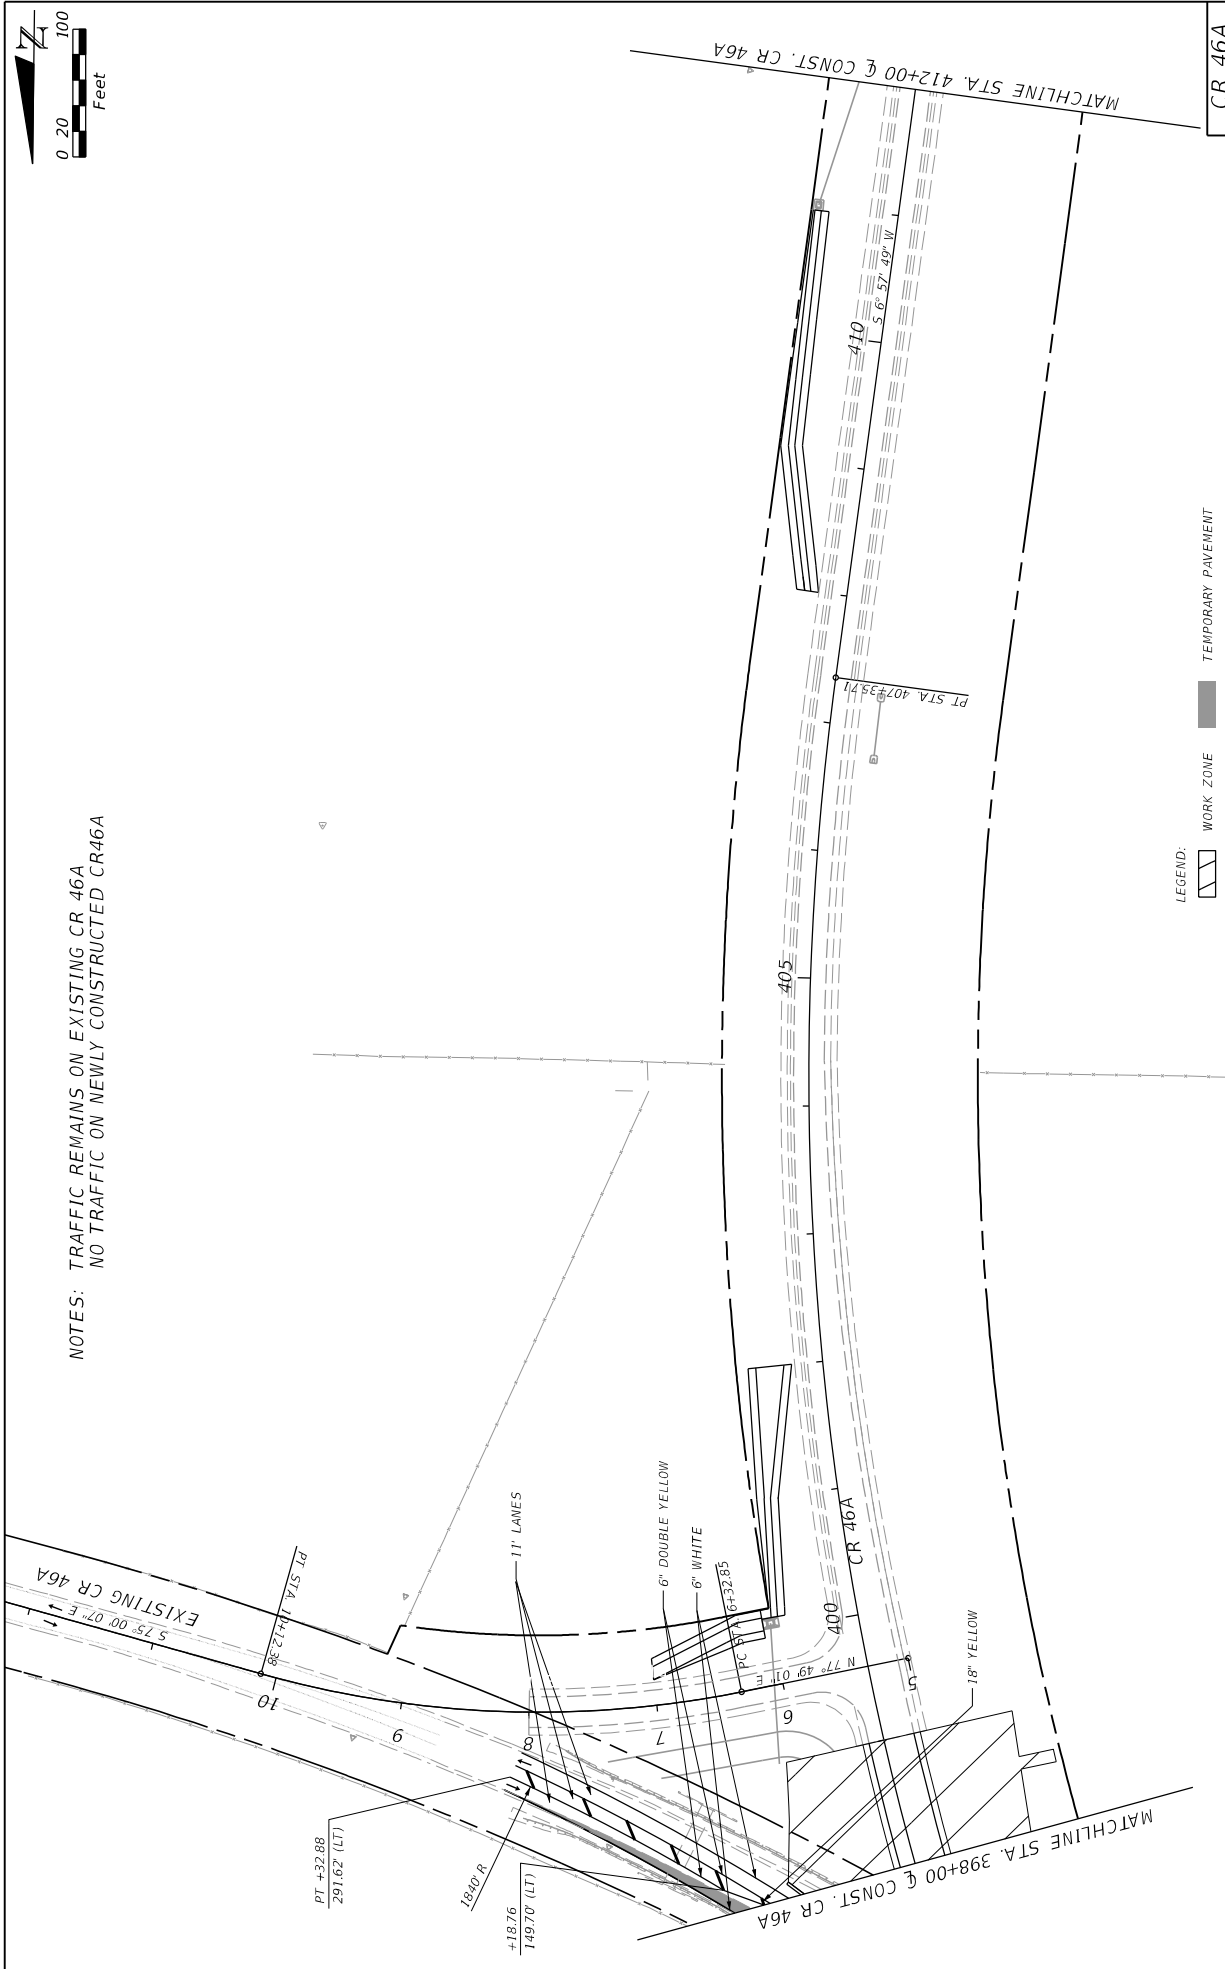 N
0 20 100
Feet
NOTES: TRAFFIC REMAINS ON EXISTING CR 46A
NO TRAFFIC ON NEWLY CONSTRUCTED CR46A
EXISTING CR 46A
S 75° 00' 07" E
PT STA. 10+12.38
10
9
8
7
6
5
11' LANES
6" DOUBLE YELLOW
6" WHITE
PC STA. 6+32.85
N 77° 49' 01" E
PT +32.88
291.62' (LT)
1840' R
+18.76
149.70' (LT)
18" YELLOW
MATCHLINE STA. 398+00 ℄ CONST. CR 46A
CR 46A
400
405
PT STA. 407+35.71
410
S 6° 57' 49" W
MATCHLINE STA. 412+00 ℄ CONST. CR 46A
LEGEND:
WORK ZONE
TEMPORARY PAVEMENT
CR 46A